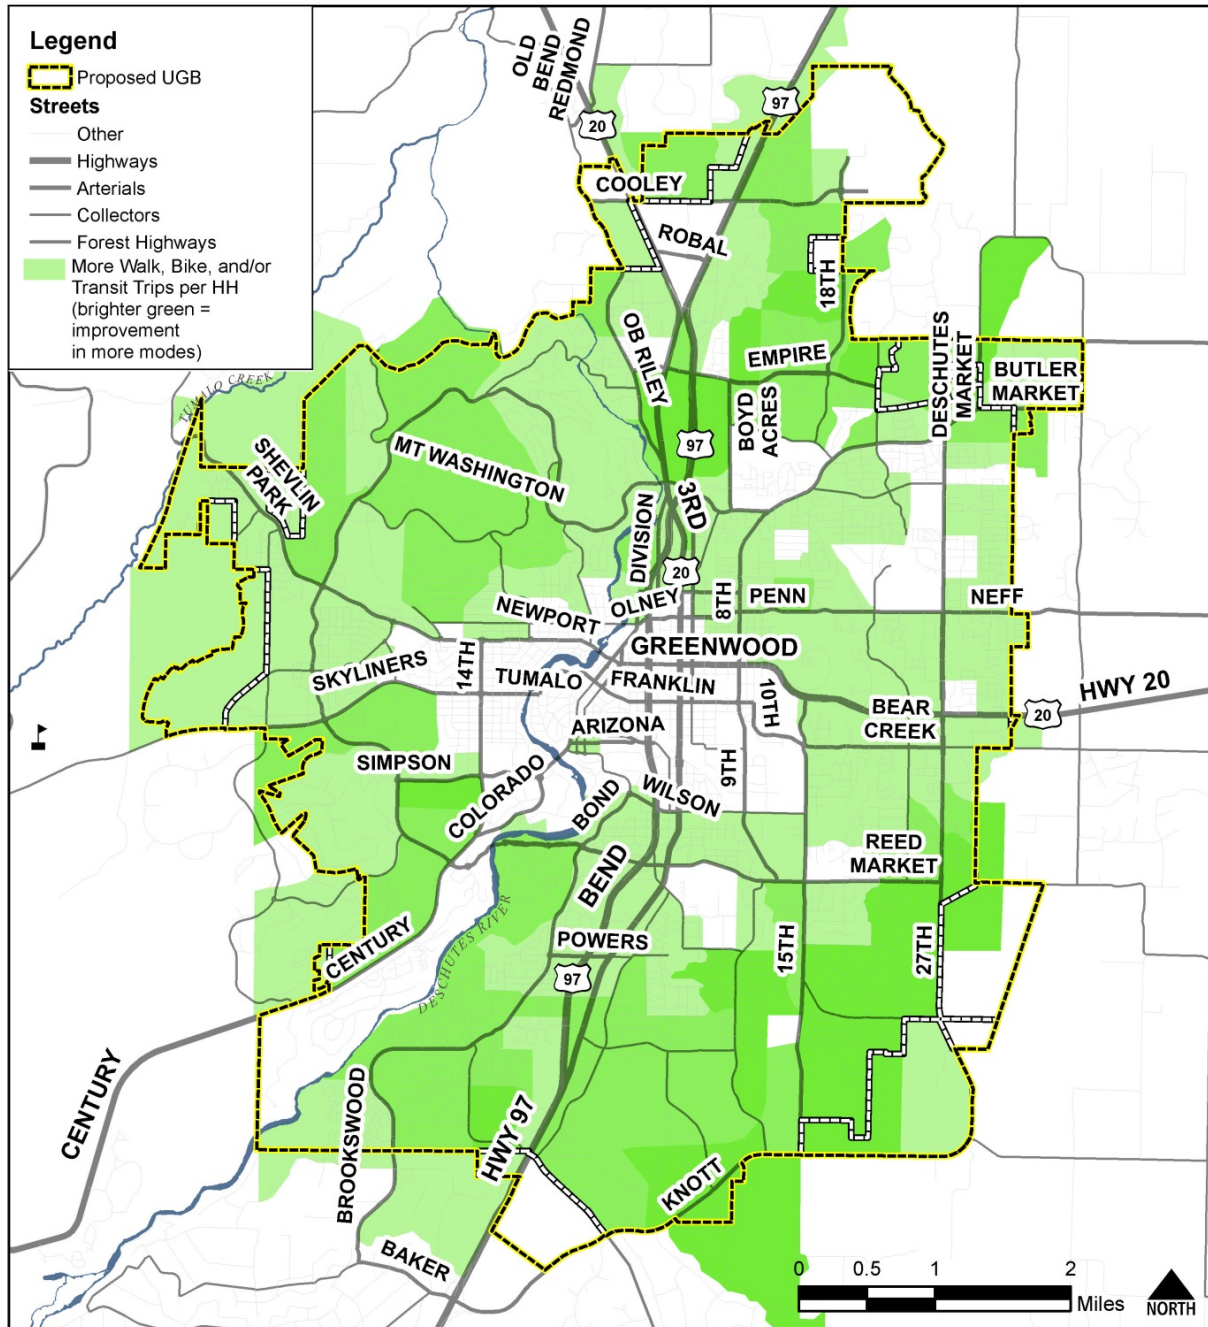 Legend
Proposed UGB
Streets
Other
Highways
Arterials
Collectors
Forest Highways
More Walk, Bike, and/or
Transit Trips per HH
(brighter green =
improvement
in more modes)
OLD
BEND
REDMOND
20
97
COOLEY
ROBAL
18TH
OB RILEY
EMPIRE
DESCHUTES
MARKET
BUTLER
MARKET
BOYD
ACRES
TUMALO CREEK
SHEVLIN
PARK
MT WASHINGTON
97
3RD
DIVISION
20
OLNEY
8TH
PENN
NEFF
NEWPORT
GREENWOOD
SKYLINERS
14TH
TUMALO
FRANKLIN
10TH
HWY 20
20
BEAR
CREEK
ARIZONA
SIMPSON
COLORADO
BOND
WILSON
9TH
REED
MARKET
BEND
DESCHUTES RIVER
CENTURY
POWERS
97
15TH
27TH
CENTURY
BROOKSWOOD
HWY 97
KNOTT
BAKER
0 0.5 1 2
Miles
NORTH